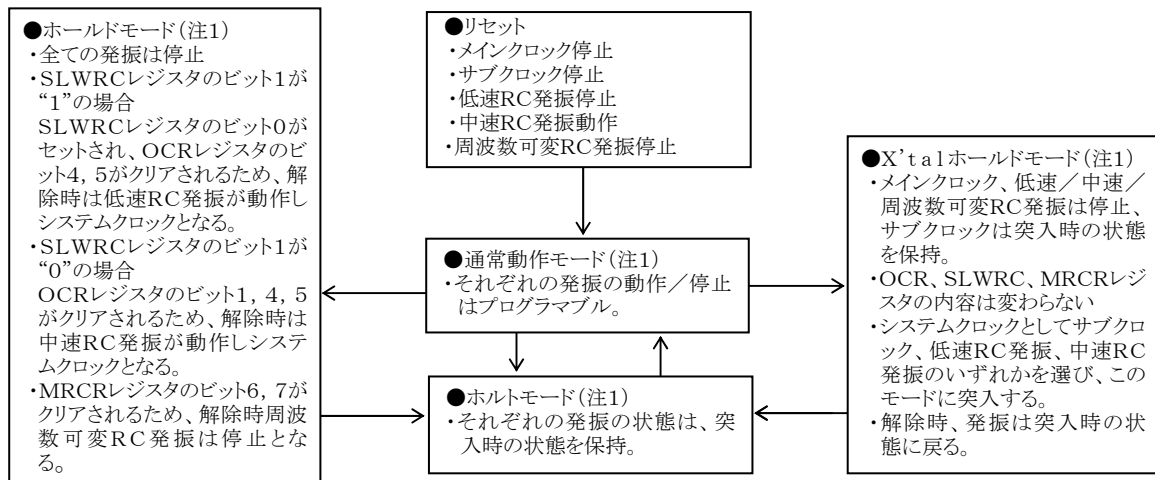 ●ホールドモード(注1)
・全ての発振は停止
・SLWRCレジスタのビット1が
“1”の場合
SLWRCレジスタのビット0が
セットされ、OCRレジスタのビ
ット4，5がクリアされるため、解
除時は低速RC発振が動作し
システムクロックとなる。
・SLWRCレジスタのビット1が
“0”の場合
OCRレジスタのビット1，4，5
がクリアされるため、解除時は
中速RC発振が動作しシステ
ムクロックとなる。
・MRCRレジスタのビット6，7が
クリアされるため、解除時周波
数可変RC発振は停止とな
る。
●リセット
・メインクロック停止
・サブクロック停止
・低速RC発振停止
・中速RC発振動作
・周波数可変RC発振停止
●通常動作モード(注1)
・それぞれの発振の動作／停止
はプログラマブル。
●ホルトモード(注1)
・それぞれの発振の状態は、突
入時の状態を保持。
●X’talホールドモード(注1)
・メインクロック、低速／中速／
周波数可変RC発振は停止、
サブクロックは突入時の状態
を保持。
・OCR、SLWRC、MRCRレジ
スタの内容は変わらない
・システムクロックとしてサブクロ
ック、低速RC発振、中速RC
発振のいずれかを選び、この
モードに突入する。
・解除時、発振は突入時の状
態に戻る。